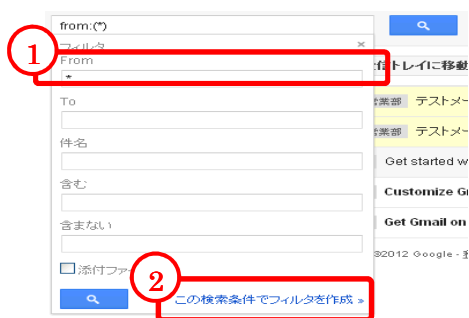 from:(*)
フィルタ ×
From
*
To
件名
含む
含まない
添付ファ
この検索条件でフィルタを作成 »
1
2
信トレイに移動
営業部 テストメー
営業部 テストメー
Get started w
Customize G
Get Gmail on
©2012 Google -